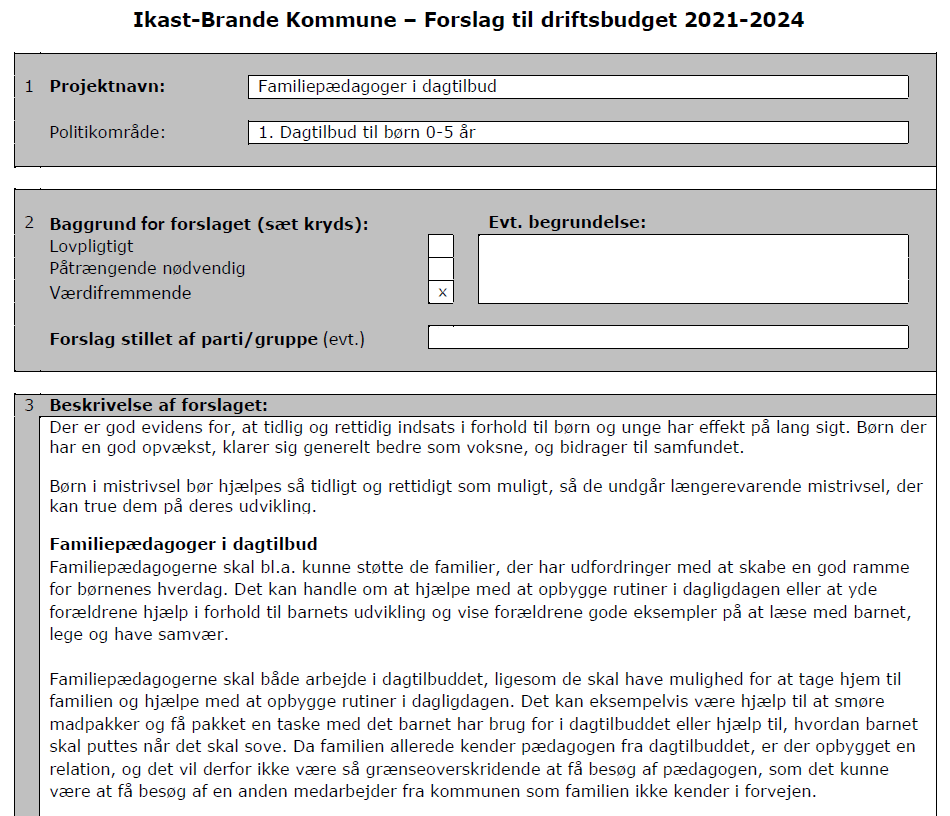 Ikast-Brande Kommune – Forslag til driftsbudget 2021-2024
1 Projektnavn: Familiepædagoger i dagtilbud
Politikområde: 1. Dagtilbud til børn 0-5 år
2 Baggrund for forslaget (sæt kryds): Evt. begrundelse:
Lovpligtigt
Påtrængende nødvendig
Værdifremmende x
Forslag stillet af parti/gruppe (evt.)
3 Beskrivelse af forslaget:
Der er god evidens for, at tidlig og rettidig indsats i forhold til børn og unge har effekt på lang sigt. Børn der
har en god opvækst, klarer sig generelt bedre som voksne, og bidrager til samfundet.
Børn i mistrivsel bør hjælpes så tidligt og rettidigt som muligt, så de undgår længerevarende mistrivsel, der
kan true dem på deres udvikling.
Familiepædagoger i dagtilbud
Familiepædagogerne skal bl.a. kunne støtte de familier, der har udfordringer med at skabe en god ramme
for børnenes hverdag. Det kan handle om at hjælpe med at opbygge rutiner i dagligdagen eller at yde
forældrene hjælp i forhold til barnets udvikling og vise forældrene gode eksempler på at læse med barnet,
lege og have samvær.
Familiepædagogerne skal både arbejde i dagtilbuddet, ligesom de skal have mulighed for at tage hjem til
familien og hjælpe med at opbygge rutiner i dagligdagen. Det kan eksempelvis være hjælp til at smøre
madpakker og få pakket en taske med det barnet har brug for i dagtilbuddet eller hjælp til, hvordan barnet
skal puttes når det skal sove. Da familien allerede kender pædagogen fra dagtilbuddet, er der opbygget en
relation, og det vil derfor ikke være så grænseoverskridende at få besøg af pædagogen, som det kunne
være at få besøg af en anden medarbejder fra kommunen som familien ikke kender i forvejen.